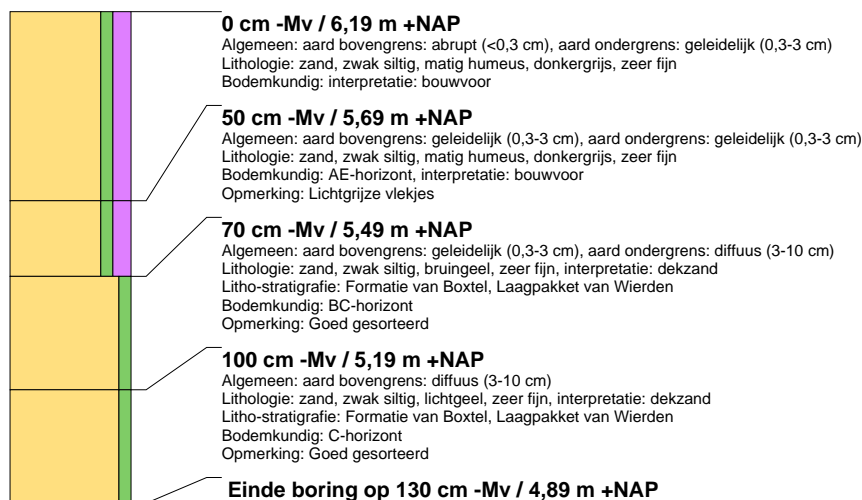 0 cm -Mv / 6,19 m +NAP
Algemeen: aard bovengrens: abrupt (<0,3 cm), aard ondergrens: geleidelijk (0,3-3 cm)
Lithologie: zand, zwak siltig, matig humeus, donkergrijs, zeer fijn
Bodemkundig: interpretatie: bouwvoor
50 cm -Mv / 5,69 m +NAP
Algemeen: aard bovengrens: geleidelijk (0,3-3 cm), aard ondergrens: geleidelijk (0,3-3 cm)
Lithologie: zand, zwak siltig, matig humeus, donkergrijs, zeer fijn
Bodemkundig: AE-horizont, interpretatie: bouwvoor
Opmerking: Lichtgrijze vlekjes
70 cm -Mv / 5,49 m +NAP
Algemeen: aard bovengrens: geleidelijk (0,3-3 cm), aard ondergrens: diffuus (3-10 cm)
Lithologie: zand, zwak siltig, bruingeel, zeer fijn, interpretatie: dekzand
Litho-stratigrafie: Formatie van Boxtel, Laagpakket van Wierden
Bodemkundig: BC-horizont
Opmerking: Goed gesorteerd
100 cm -Mv / 5,19 m +NAP
Algemeen: aard bovengrens: diffuus (3-10 cm)
Lithologie: zand, zwak siltig, lichtgeel, zeer fijn, interpretatie: dekzand
Litho-stratigrafie: Formatie van Boxtel, Laagpakket van Wierden
Bodemkundig: C-horizont
Opmerking: Goed gesorteerd
Einde boring op 130 cm -Mv / 4,89 m +NAP